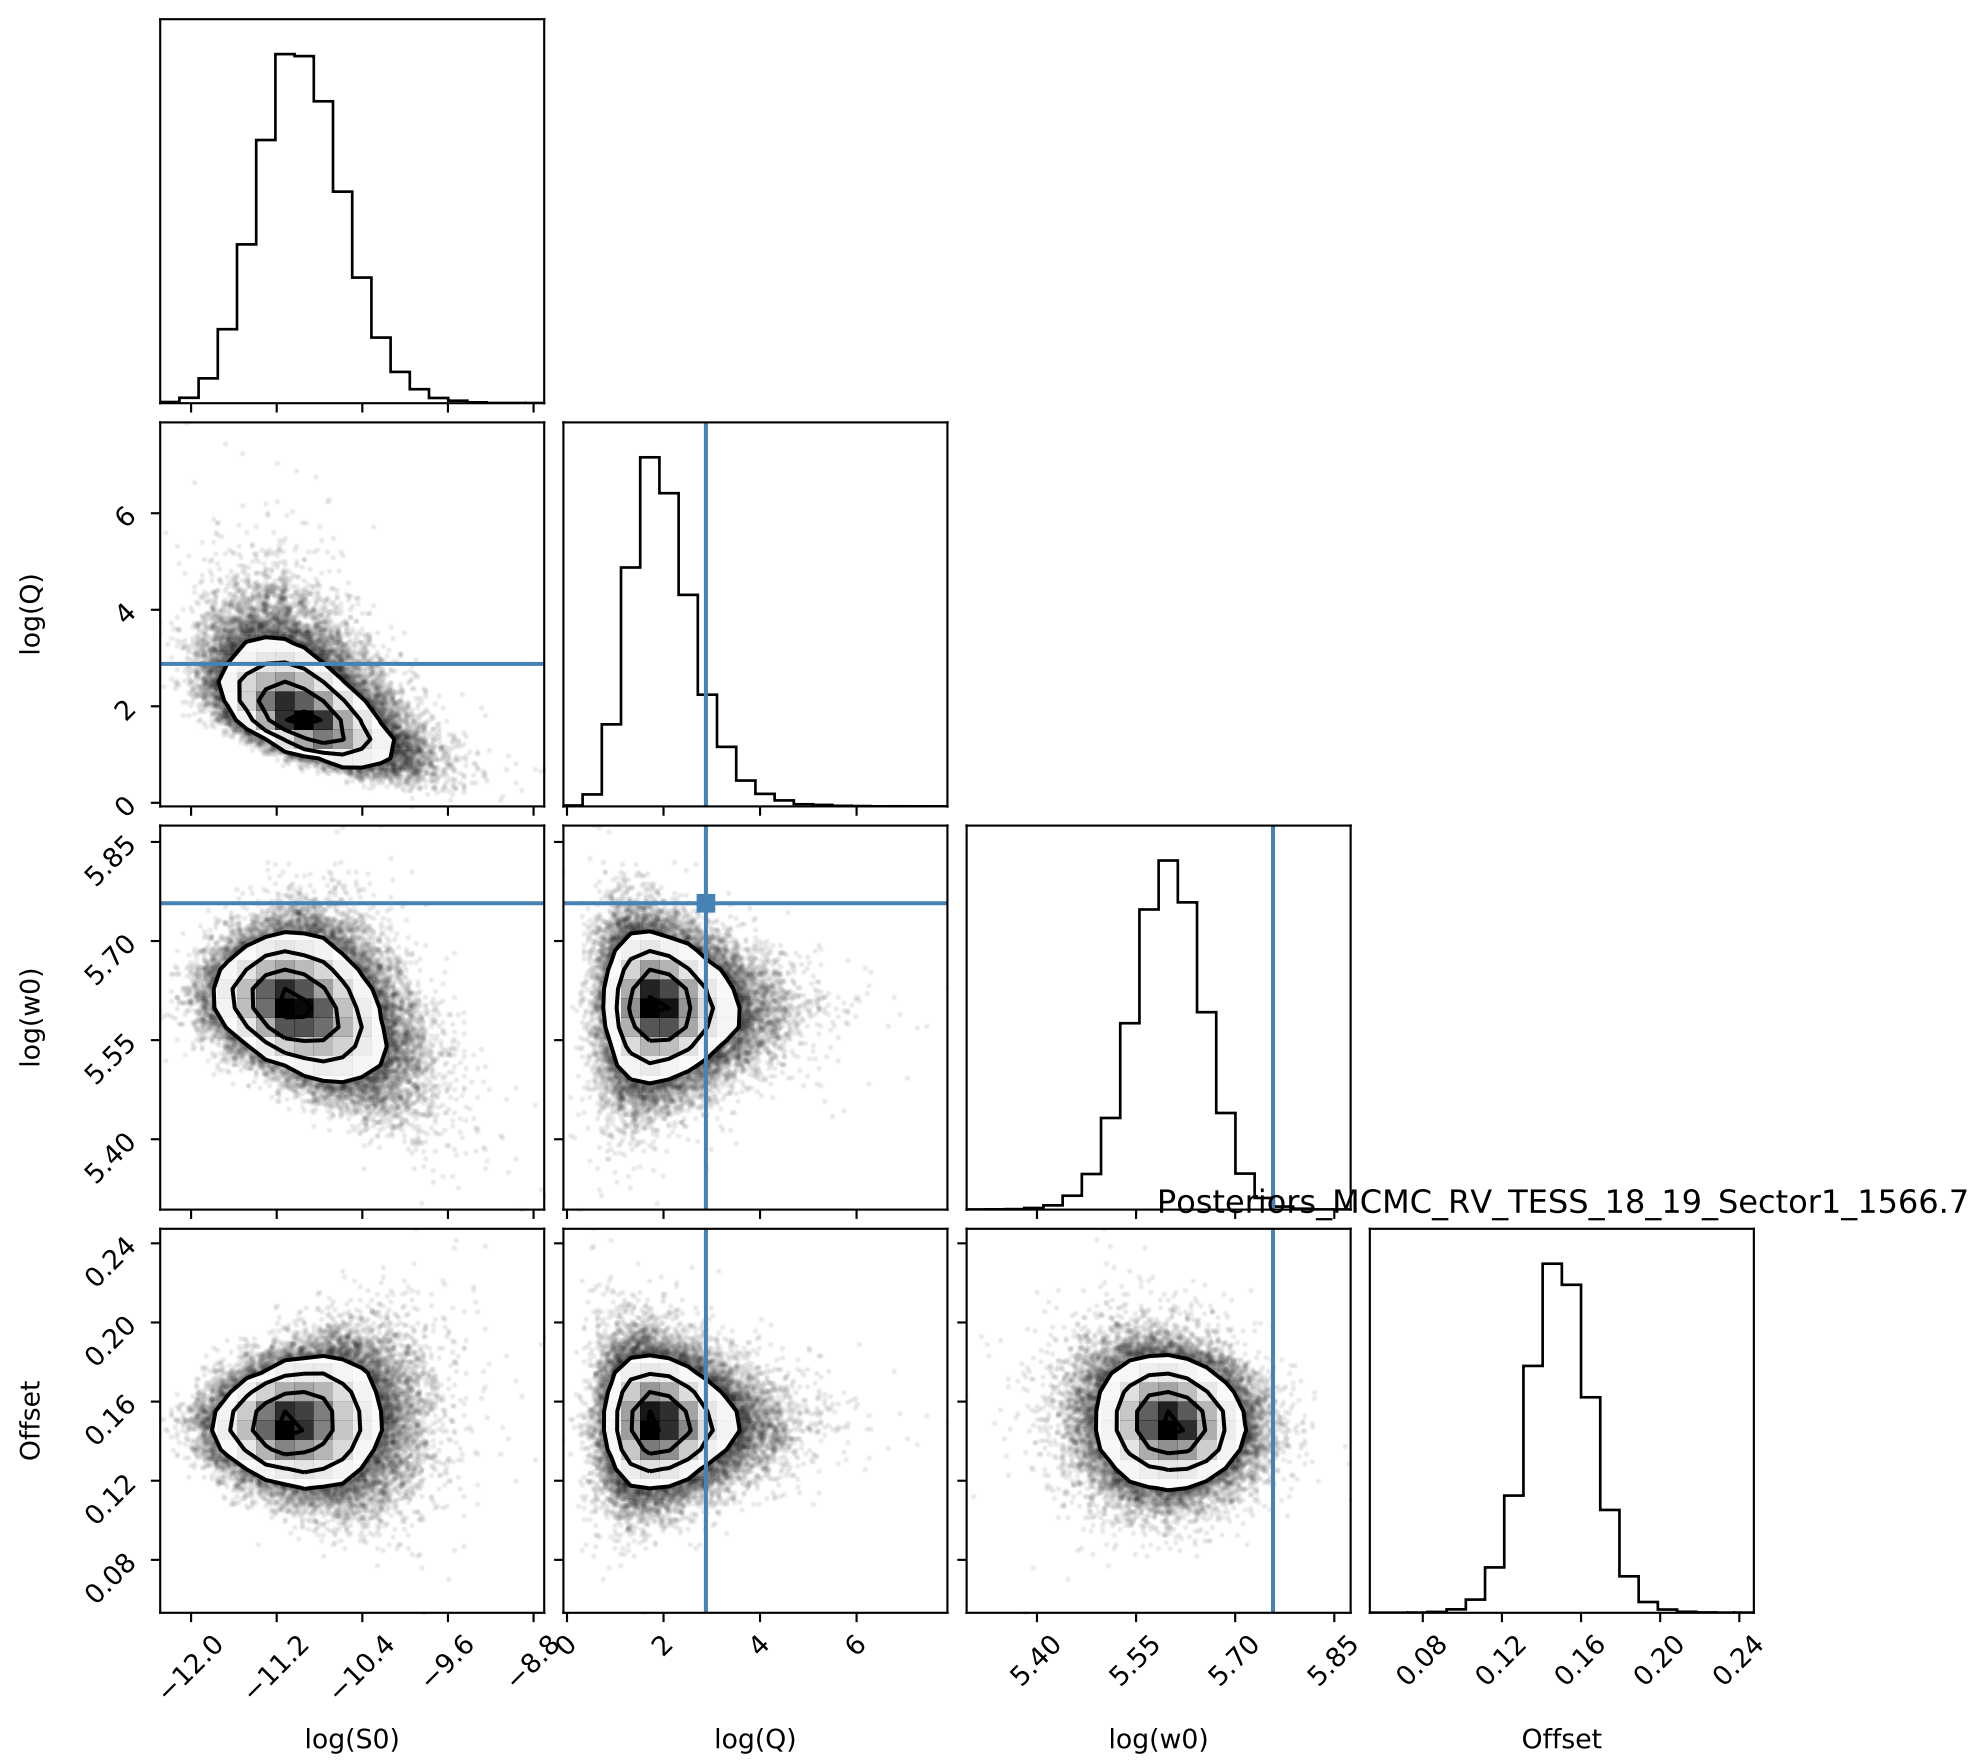 log(Q)
6
4
2
0
log(w0)
5.85
5.70
5.55
5.40
Posteriors_MCMC_RV_TESS_18_19_Sector1_1566.7
Offset
0.24
0.20
0.16
0.12
0.08
−12.0 −11.2 −10.4 −9.6 −8.8 0 2 4 6 5.40 5.55 5.70 5.85 0.08 0.12 0.16 0.20 0.24
log(S0) log(Q) log(w0) Offset